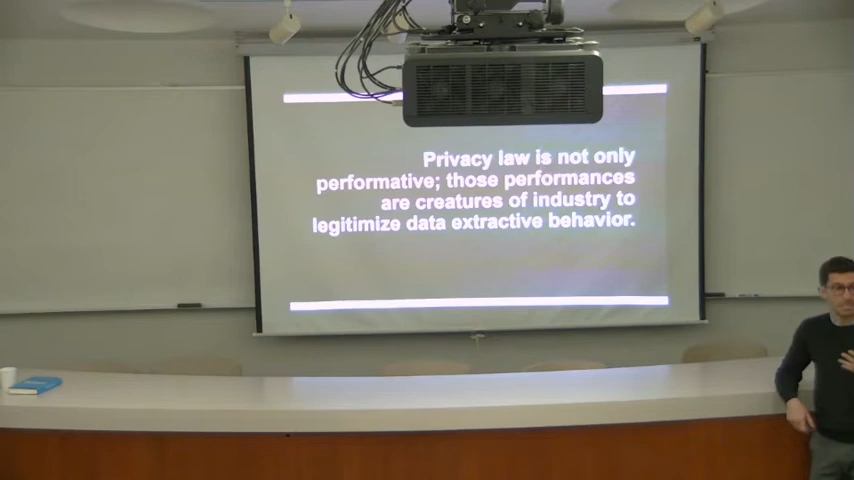 Privacy law is not only
performative; those performances
are creatures of industry to
legitimize data extractive behavior.